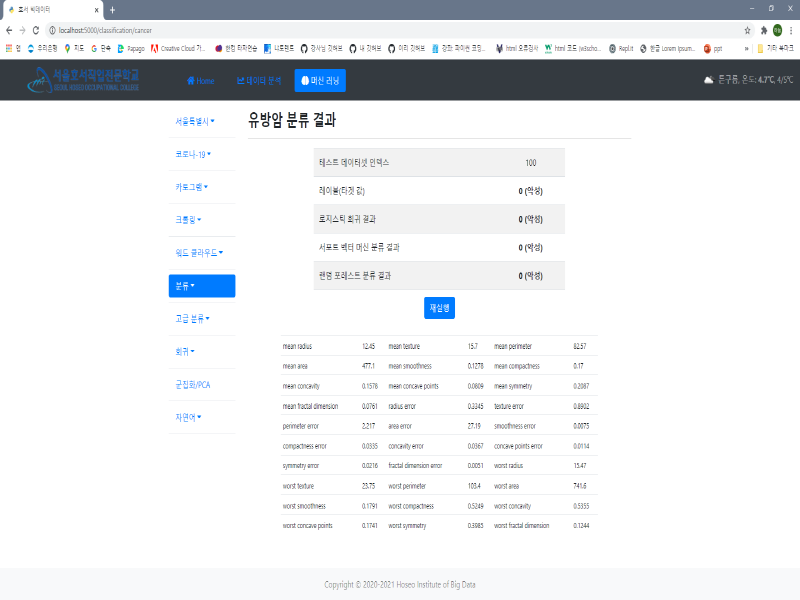 호서 빅데이터
localhost:5000/classification/cancer
앱 우리은행 지도 단축 Papago Creative Cloud 가... 한컴 타자연습 니트렌드 강사님 깃허브 내 깃허브 이리 깃허브 강좌: 파이썬 코딩... html 오류검사 html 코드 (w3scho... Repl.it 한글 Lorem Ipsum... ppt » 기타 북마크
서울호서직업전문학교
SEOUL HOSEO OCCUPATIONAL COLLEGE
Home 데이터 분석 머신 러닝 튼구름, 온도: 4.7℃, 4/5℃
서울특별시
코로나-19
카토그램
크롤링
워드 클라우드
분류
고급 분류
회귀
군집화/PCA
자연어
유방암 분류 결과
테스트 데이터셋 인덱스 100
레이블(타겟 값) 0 (악성)
로지스틱 회귀 결과 0 (악성)
서포트 벡터 머신 분류 결과 0 (악성)
랜덤 포레스트 분류 결과 0 (악성)
재실행
mean radius 12.45 mean texture 15.7 mean perimeter 82.57
mean area 477.1 mean smoothness 0.1278 mean compactness 0.17
mean concavity 0.1578 mean concave points 0.0809 mean symmetry 0.2087
mean fractal dimension 0.0761 radius error 0.3345 texture error 0.8902
perimeter error 2.217 area error 27.19 smoothness error 0.0075
compactness error 0.0335 concavity error 0.0367 concave points error 0.0114
symmetry error 0.0216 fractal dimension error 0.0051 worst radius 15.47
worst texture 23.75 worst perimeter 103.4 worst area 741.6
worst smoothness 0.1791 worst compactness 0.5249 worst concavity 0.5355
worst concave points 0.1741 worst symmetry 0.3985 worst fractal dimension 0.1244
Copyright © 2020-2021 Hoseo Institute of Big Data